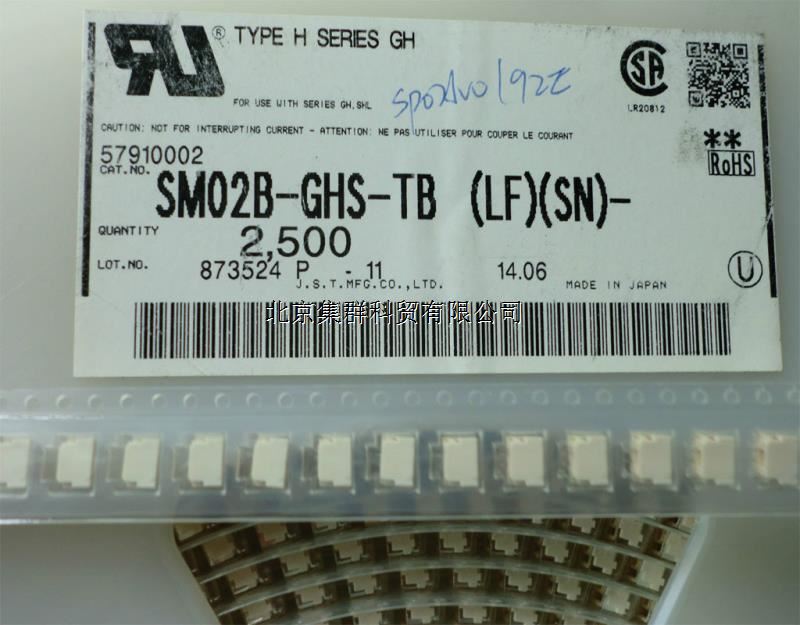 ® TYPE H SERIES GH
FOR USE WITH SERIES GH,SHL
LR20812
CAUTION: NOT FOR INTERRUPTING CURRENT - ATTENTION: NE PAS UTILISER POUR COUPER LE COURANT
**
RoHS
57910002
CAT.NO.
SM02B-GHS-TB (LF)(SN)-
QUANTITY
2,500
LOT.NO.
873524 P - 11 14.06
J.S.T.MFG.CO.,LTD. MADE IN JAPAN
U
北京集群科贸有限公司